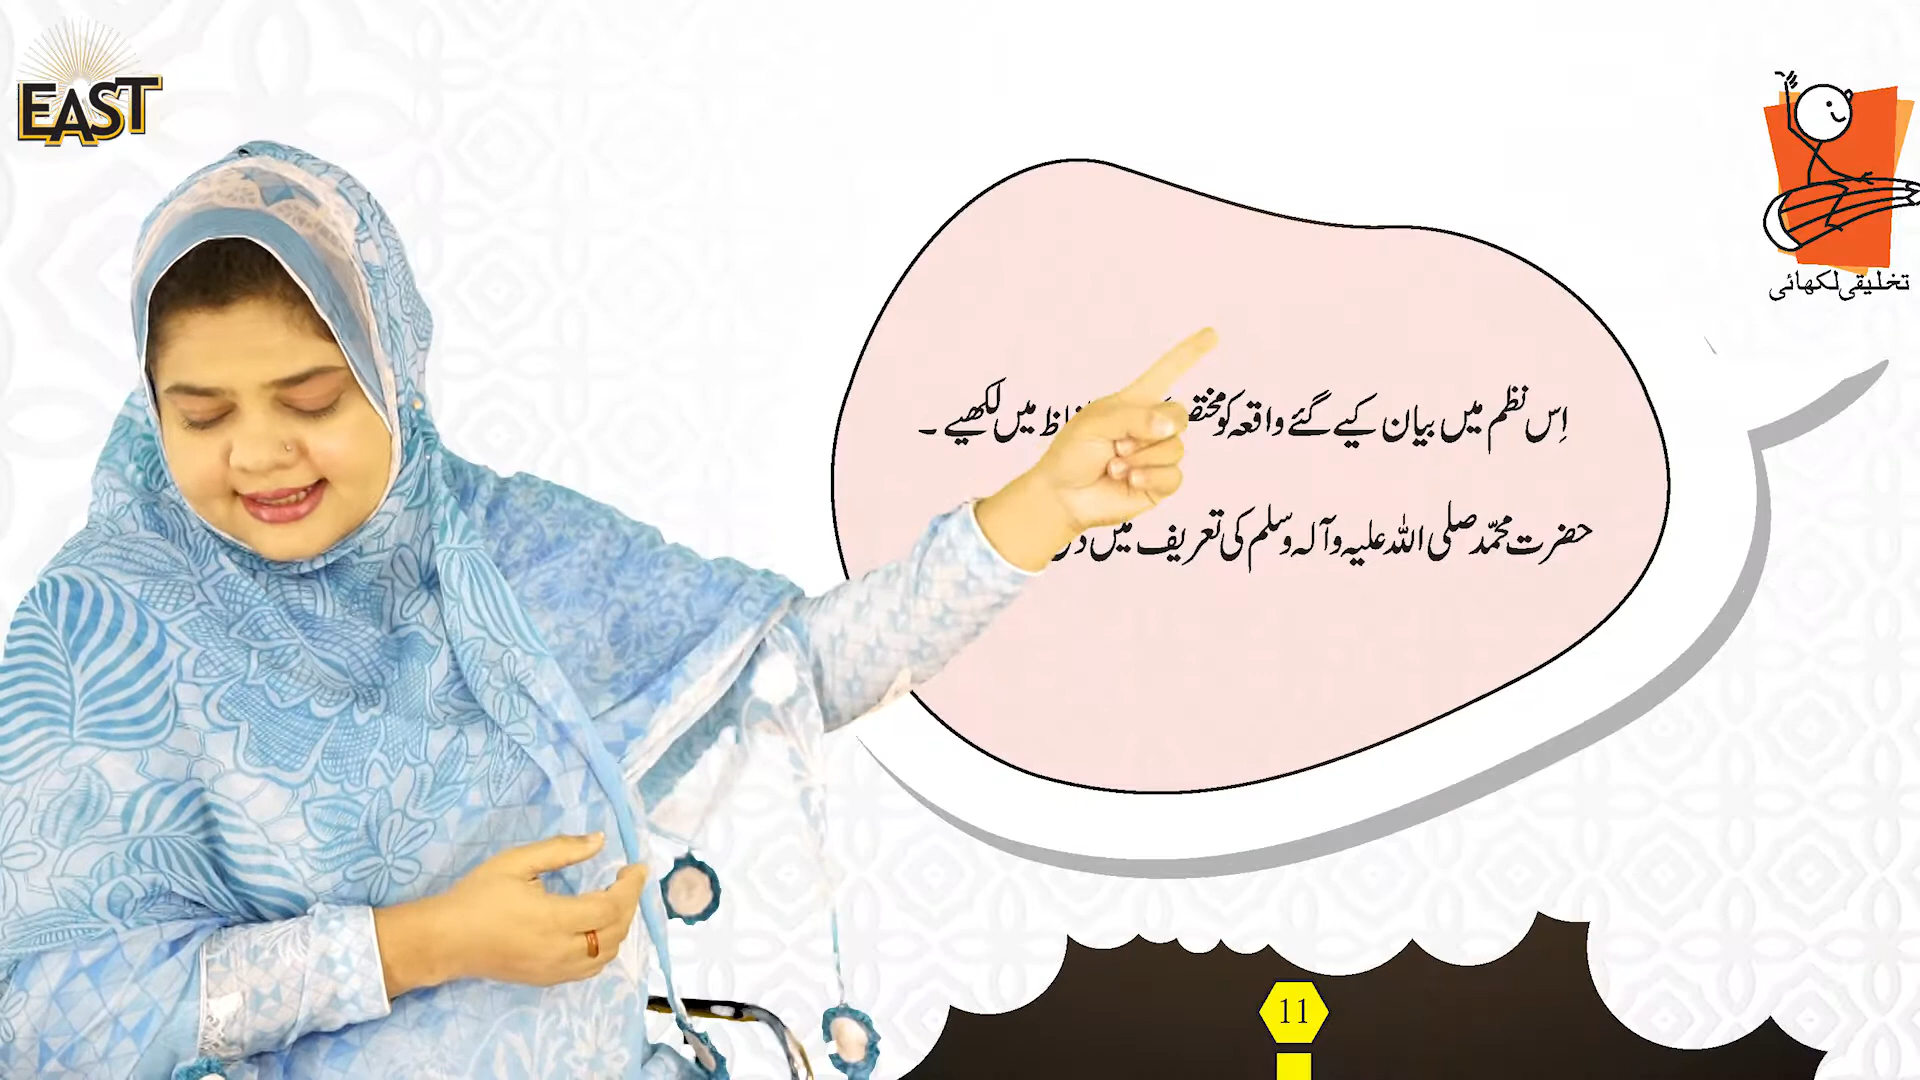 EAST
تخلیقی لکھائی
اِس نظم میں بیان کیے گئے واقعہ کو میں لکھیے ۔
حضرت محمّد صلی اللہ علیہ وآلہ وسلم کی تعریف میں
11